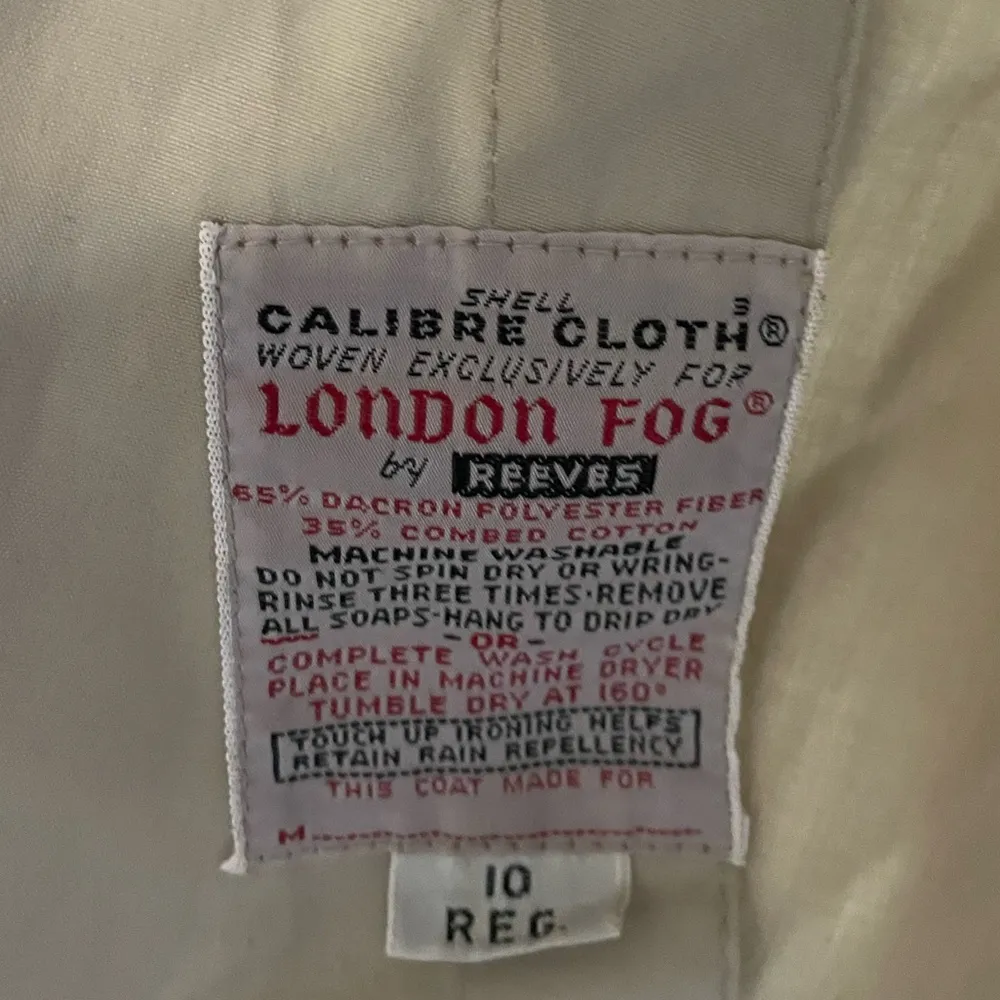 SHELL
CALIBRE CLOTH 3 ®
WOVEN EXCLUSIVELY FOR
LONDON FOG ®
by REEVES
65% DACRON POLYESTER FIBER
35% COMBED COTTON
MACHINE WASHABLE
DO NOT SPIN DRY OR WRING-
RINSE THREE TIMES·REMOVE
ALL SOAPS-HANG TO DRIP DRY
-OR-
COMPLETE WASH CYCLE
PLACE IN MACHINE DRYER
TUMBLE DRY AT 160°
TOUCH UP IRONING HELPS
RETAIN RAIN REPELLENCY
THIS COAT MADE FOR
M
10
REG.